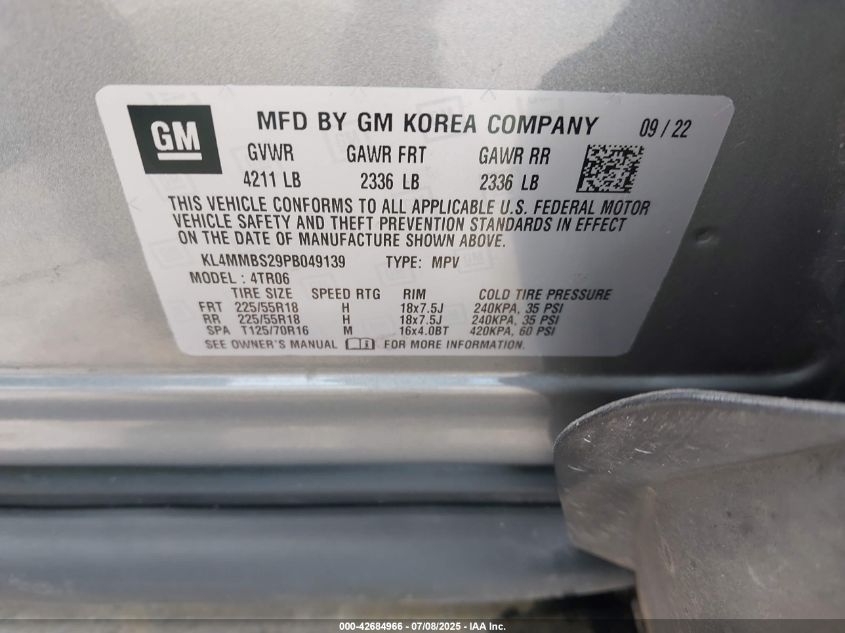 GM
MFD BY GM KOREA COMPANY 09 / 22
GVWR GAWR FRT GAWR RR
4211 LB 2336 LB 2336 LB
THIS VEHICLE CONFORMS TO ALL APPLICABLE U.S. FEDERAL MOTOR
VEHICLE SAFETY AND THEFT PREVENTION STANDARDS IN EFFECT
ON THE DATE OF MANUFACTURE SHOWN ABOVE.
KL4MMBS29PB049139 TYPE: MPV
MODEL : 4TR06
TIRE SIZE SPEED RTG RIM COLD TIRE PRESSURE
FRT 225/55R18 H 18x7.5J 240KPA, 35 PSI
RR 225/55R18 H 18x7.5J 240KPA, 35 PSI
SPA T125/70R16 M 16x4.0BT 420KPA, 60 PSI
SEE OWNER'S MANUAL FOR MORE INFORMATION.
000-42684966 - 07/08/2025 - IAA Inc.